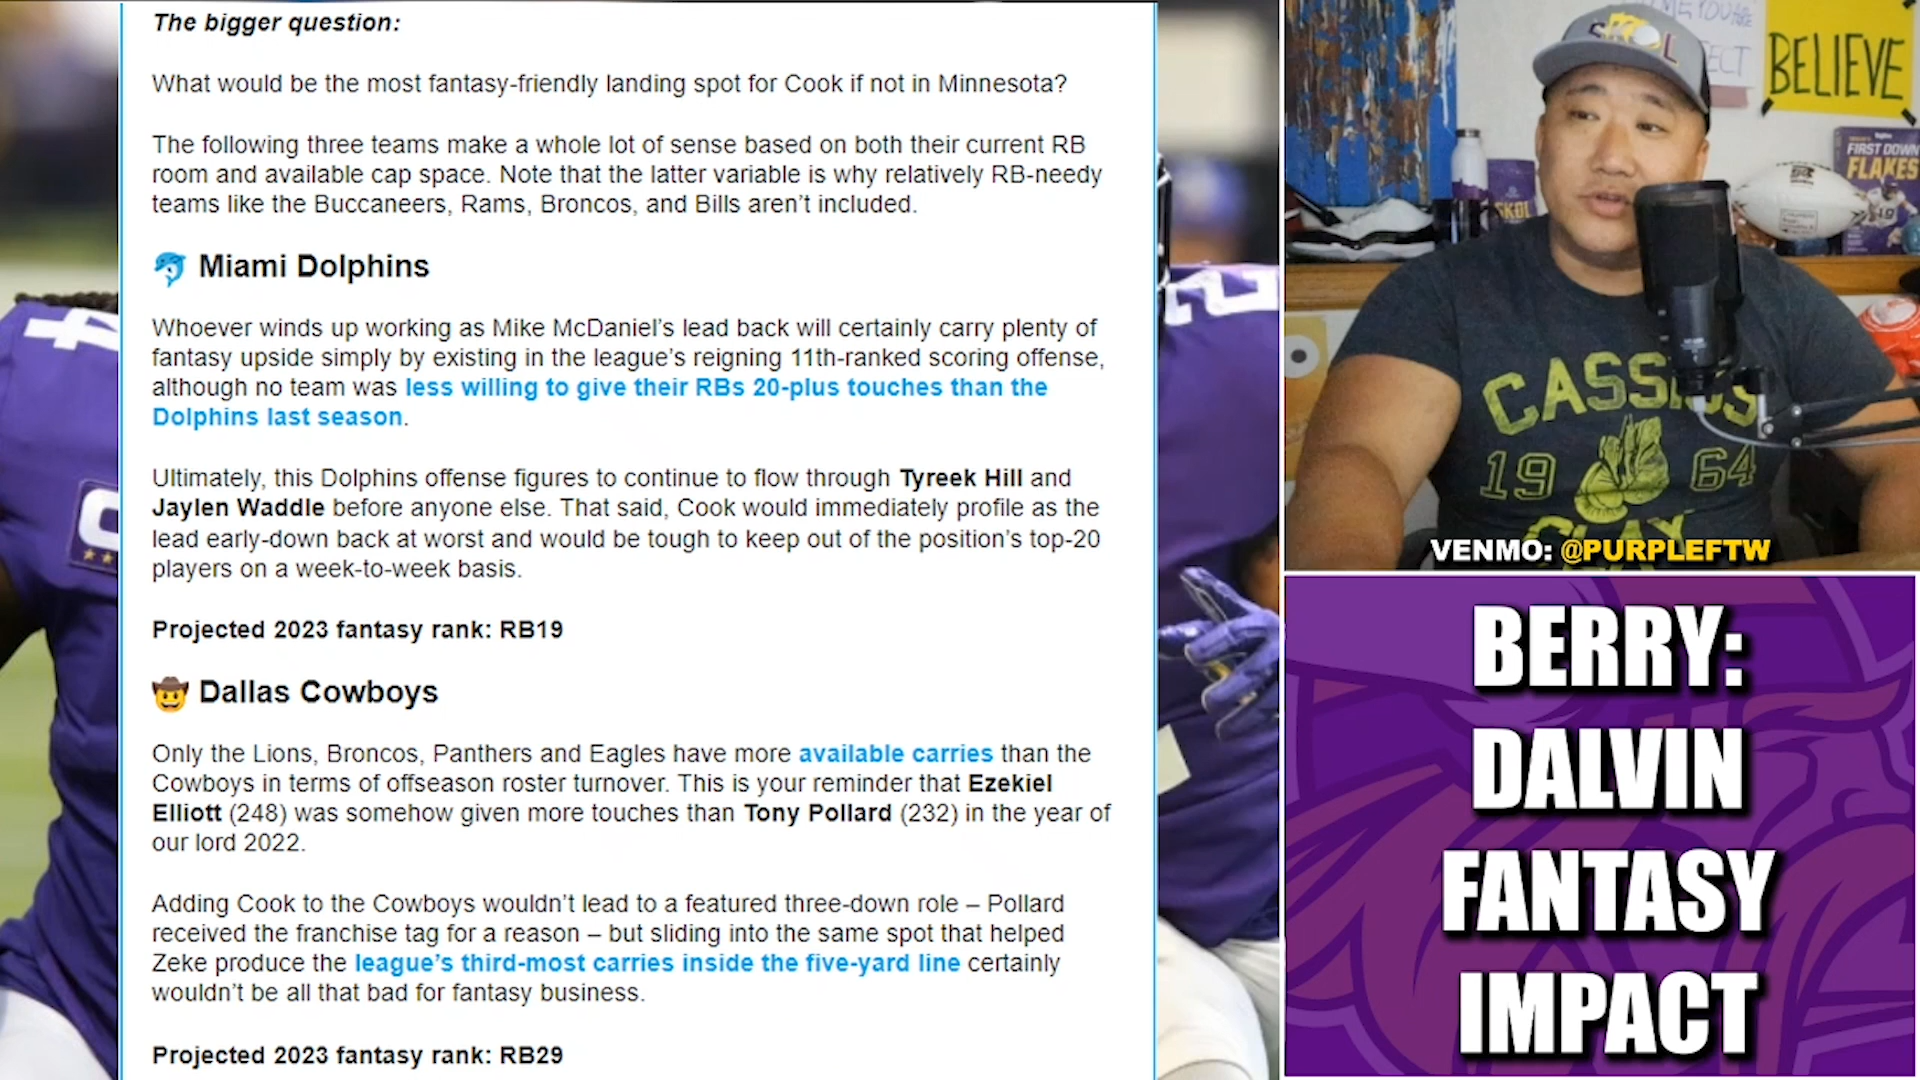 The bigger question:
What would be the most fantasy-friendly landing spot for Cook if not in Minnesota?
The following three teams make a whole lot of sense based on both their current RB
room and available cap space. Note that the latter variable is why relatively RB-needy
teams like the Buccaneers, Rams, Broncos, and Bills aren't included.
Miami Dolphins
Whoever winds up working as Mike McDaniel's lead back will certainly carry plenty of
fantasy upside simply by existing in the league's reigning 11th-ranked scoring offense,
although no team was less willing to give their RBs 20-plus touches than the
Dolphins last season.
Ultimately, this Dolphins offense figures to continue to flow through Tyreek Hill and
Jaylen Waddle before anyone else. That said, Cook would immediately profile as the
lead early-down back at worst and would be tough to keep out of the position's top-20
players on a week-to-week basis.
Projected 2023 fantasy rank: RB19
Dallas Cowboys
Only the Lions, Broncos, Panthers and Eagles have more available carries than the
Cowboys in terms of offseason roster turnover. This is your reminder that Ezekiel
Elliott (248) was somehow given more touches than Tony Pollard (232) in the year of
our lord 2022.
Adding Cook to the Cowboys wouldn't lead to a featured three-down role – Pollard
received the franchise tag for a reason – but sliding into the same spot that helped
Zeke produce the league's third-most carries inside the five-yard line certainly
wouldn't be all that bad for fantasy business.
Projected 2023 fantasy rank: RB29
BELIEVE
FIRST DOWN
FLAKES
SKOL
19 64
CLAY
VENMO: @PURPLEFTW
BERRY:
DALVIN
FANTASY
IMPACT